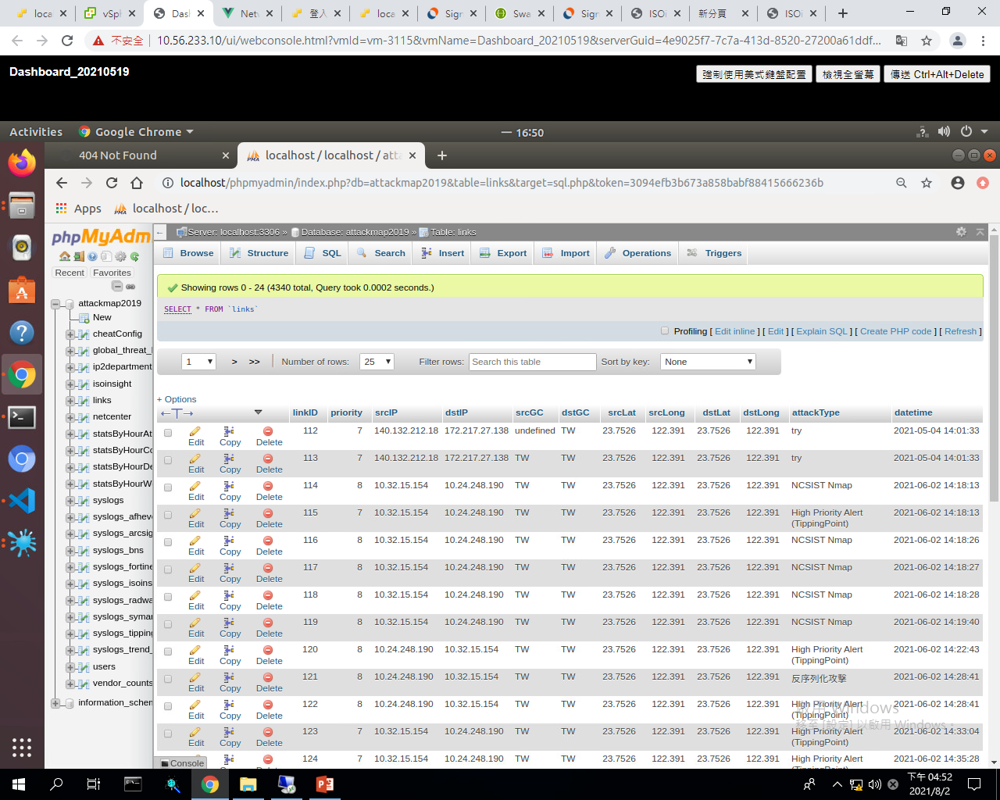 loca
vSph
Dash
Netw
登入
loca
Sign
Swa
Sign
ISOi
新分頁
ISOi
不安全 | 10.56.233.10/ui/webconsole.html?vmId=vm-3115&vmName=Dashboard_20210519&serverGuid=4e9025f7-7c7a-413d-8520-27200a61ddf...
Dashboard_20210519
強制使用美式鍵盤配置 檢視全螢幕 傳送 Ctrl+Alt+Delete
Activities Google Chrome — 16:50
404 Not Found
localhost / localhost / atta
localhost/phpmyadmin/index.php?db=attackmap2019&table=links&target=sql.php&token=3094efb3b673a858babf88415666236b
Apps localhost / loc...
phpMyAdm
Recent Favorites
attackmap2019
New
cheatConfig
global_threat_
ip2department
isoinsight
links
netcenter
statsByHourAt
statsByHourCo
statsByHourDe
statsByHourW
syslogs
syslogs_afhev
syslogs_arcsig
syslogs_bns
syslogs_fortine
syslogs_isoins
syslogs_radwa
syslogs_symar
syslogs_tipping
syslogs_trend_
users
vendor_counts
information_schen
Server: localhost:3306 » Database: attackmap2019 » Table: links
Browse Structure SQL Search Insert Export Import Operations Triggers
Showing rows 0 - 24 (4340 total, Query took 0.0002 seconds.)
SELECT * FROM `links`
Profiling [ Edit inline ] [ Edit ] [ Explain SQL ] [ Create PHP code ] [ Refresh ]
1 > >> Number of rows: 25 Filter rows: Search this table Sort by key: None
+ Options
←T→ linkID priority srcIP dstIP srcGC dstGC srcLat srcLong dstLat dstLong attackType datetime
Edit Copy Delete 112 7 140.132.212.18 172.217.27.138 undefined TW 23.7526 122.391 23.7526 122.391 try 2021-05-04 14:01:33
Edit Copy Delete 113 7 140.132.212.18 172.217.27.138 TW TW 23.7526 122.391 23.7526 122.391 try 2021-05-04 14:01:33
Edit Copy Delete 114 8 10.32.15.154 10.24.248.190 TW TW 23.7526 122.391 23.7526 122.391 NCSIST Nmap 2021-06-02 14:18:13
Edit Copy Delete 115 7 10.32.15.154 10.24.248.190 TW TW 23.7526 122.391 23.7526 122.391 High Priority Alert (TippingPoint) 2021-06-02 14:18:13
Edit Copy Delete 116 8 10.32.15.154 10.24.248.190 TW TW 23.7526 122.391 23.7526 122.391 NCSIST Nmap 2021-06-02 14:18:26
Edit Copy Delete 117 8 10.32.15.154 10.24.248.190 TW TW 23.7526 122.391 23.7526 122.391 NCSIST Nmap 2021-06-02 14:18:27
Edit Copy Delete 118 8 10.32.15.154 10.24.248.190 TW TW 23.7526 122.391 23.7526 122.391 NCSIST Nmap 2021-06-02 14:18:28
Edit Copy Delete 119 8 10.32.15.154 10.24.248.190 TW TW 23.7526 122.391 23.7526 122.391 NCSIST Nmap 2021-06-02 14:19:40
Edit Copy Delete 120 8 10.24.248.190 10.32.15.154 TW TW 23.7526 122.391 23.7526 122.391 High Priority Alert (TippingPoint) 2021-06-02 14:22:43
Edit Copy Delete 121 8 10.24.248.190 10.32.15.154 TW TW 23.7526 122.391 23.7526 122.391 反序列化攻擊 2021-06-02 14:28:41
Edit Copy Delete 122 8 10.24.248.190 10.32.15.154 TW TW 23.7526 122.391 23.7526 122.391 High Priority Alert (TippingPoint) 2021-06-02 14:28:41
Edit Copy Delete 123 7 10.32.15.154 10.24.248.190 TW TW 23.7526 122.391 23.7526 122.391 High Priority Alert (TippingPoint) 2021-06-02 14:33:04
124 7 10.32.15.154 10.24.248.190 TW TW 23.7526 122.391 23.7526 122.391 High Priority Alert 2021-06-02 14:35:28
啟用 Windows
移至 [設定] 以啟用 Windows。
Console
下午 04:52
2021/8/2